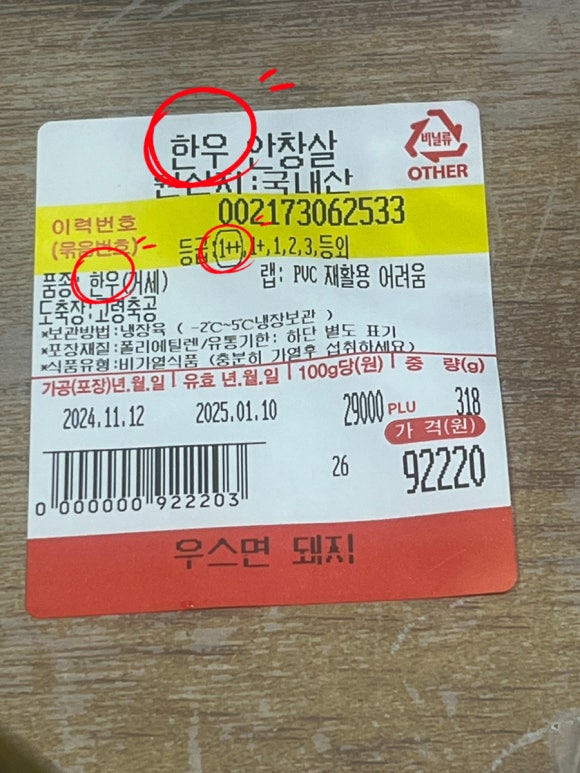 한우 안창살
비닐류
OTHER
원산지:국내산
이력번호
(묶음번호)
002173062533
등급{1++,1+,1,2,3,등외
품종: 한우(거세)
랩: PVC 재활용 어려움
도축장:고령축공
*보관방법:냉장육 ( -2℃~5℃냉장보관 )
*포장재질:폴리에틸렌/유통기한: 하단 별도 표기
*식품유형:비가열식품 (충분히 가열후 섭취하세요)
가공(포장)년.월.일 유효 년.월.일 100g당(원) 중 량(g)
2024.11.12 2025.01.10 29000 PLU 318
가 격(원)
26 92220
0 000000 922203
우스면 돼지